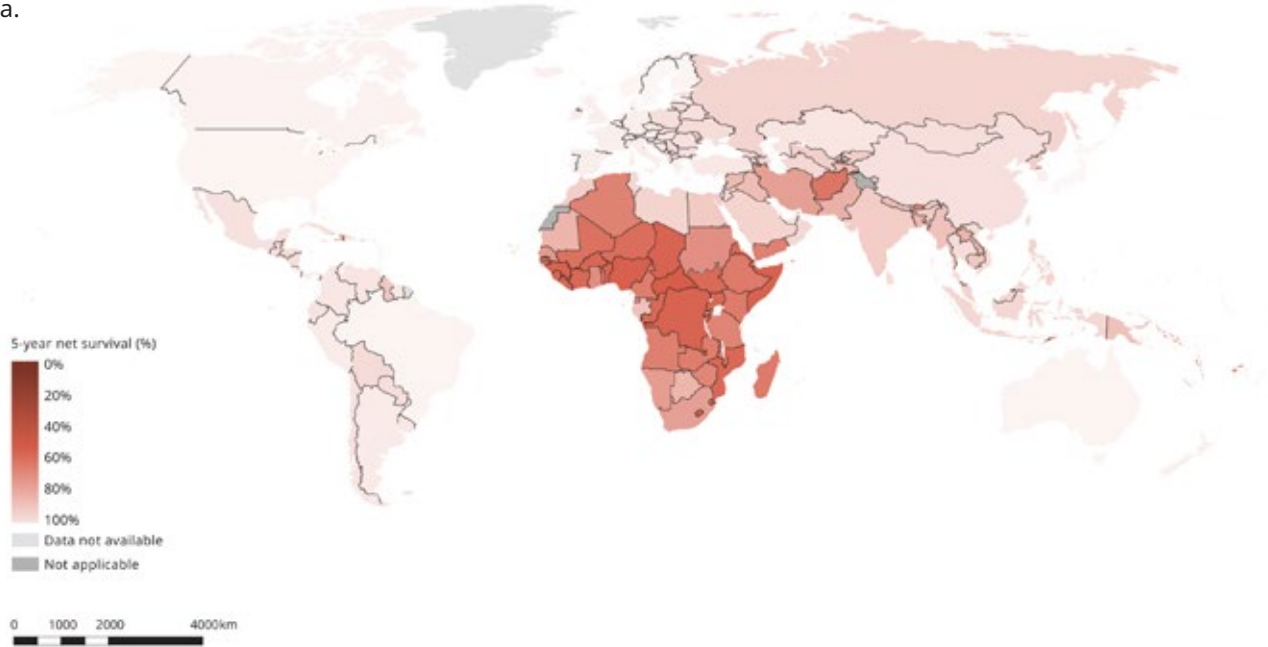 a.
5-year net survival (%)
0%
20%
40%
60%
80%
100%
Data not available
Not applicable
0 1000 2000 4000km